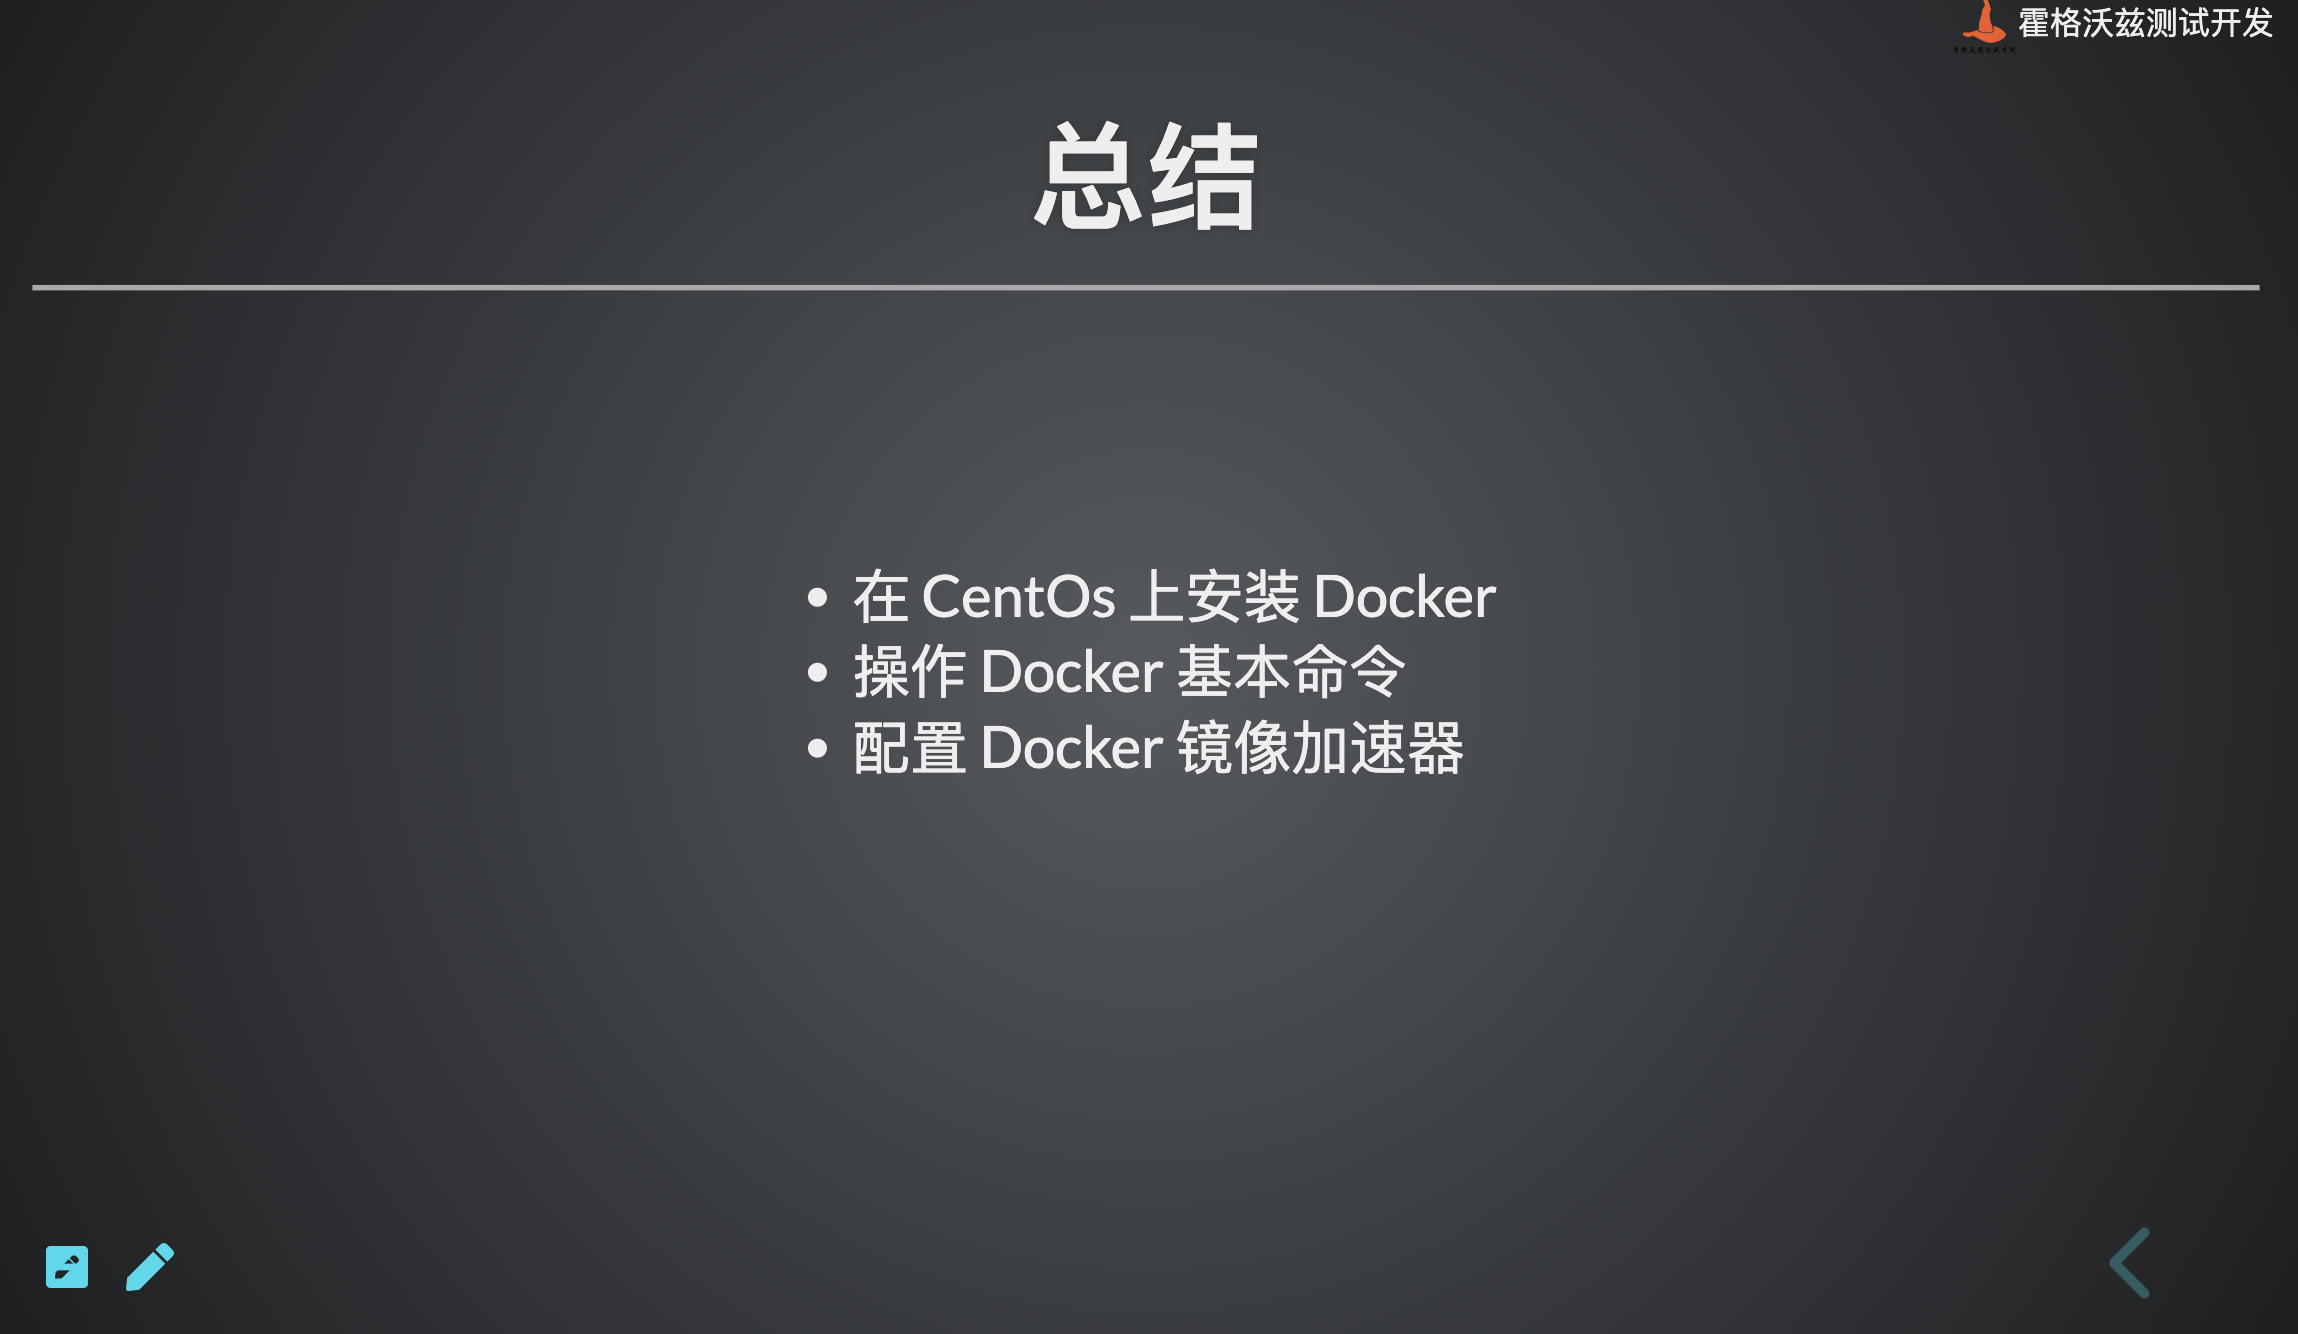 霍格沃兹测试开发
总结
在 CentOs 上安装 Docker
操作 Docker 基本命令
配置 Docker 镜像加速器